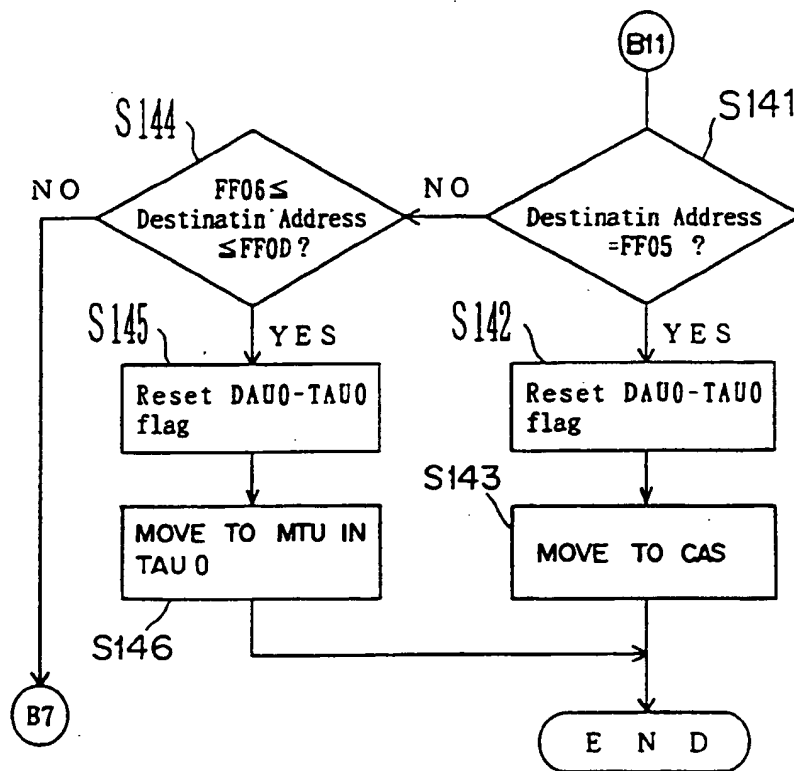 B11
S141
Destinatin Address
=FF05 ?
NO
YES
S144
FF06≤
Destinatin Address
≤FF0D?
NO
YES
S142
Reset DAU0-TAU0
flag
S143
MOVE TO CAS
S145
Reset DAU0-TAU0
flag
MOVE TO MTU IN
TAU 0
S146
B7
E N D